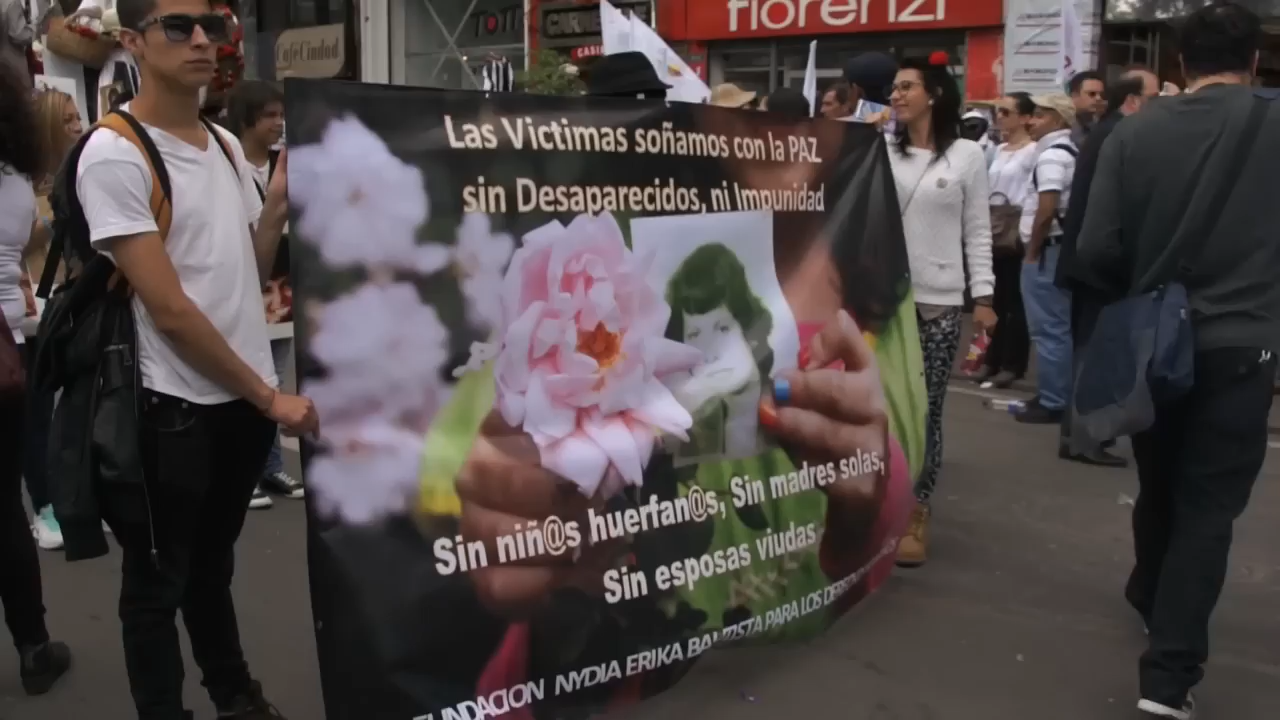 fiorenzi
CaféCiudad
Las Victimas soñamos con la PAZ
sin Desaparecidos, ni Impunidad
Sin niñ@s huerfan@s, Sin madres solas,
Sin esposas viudas
FUNDACION NYDIA ERIKA BAUTISTA PARA LOS